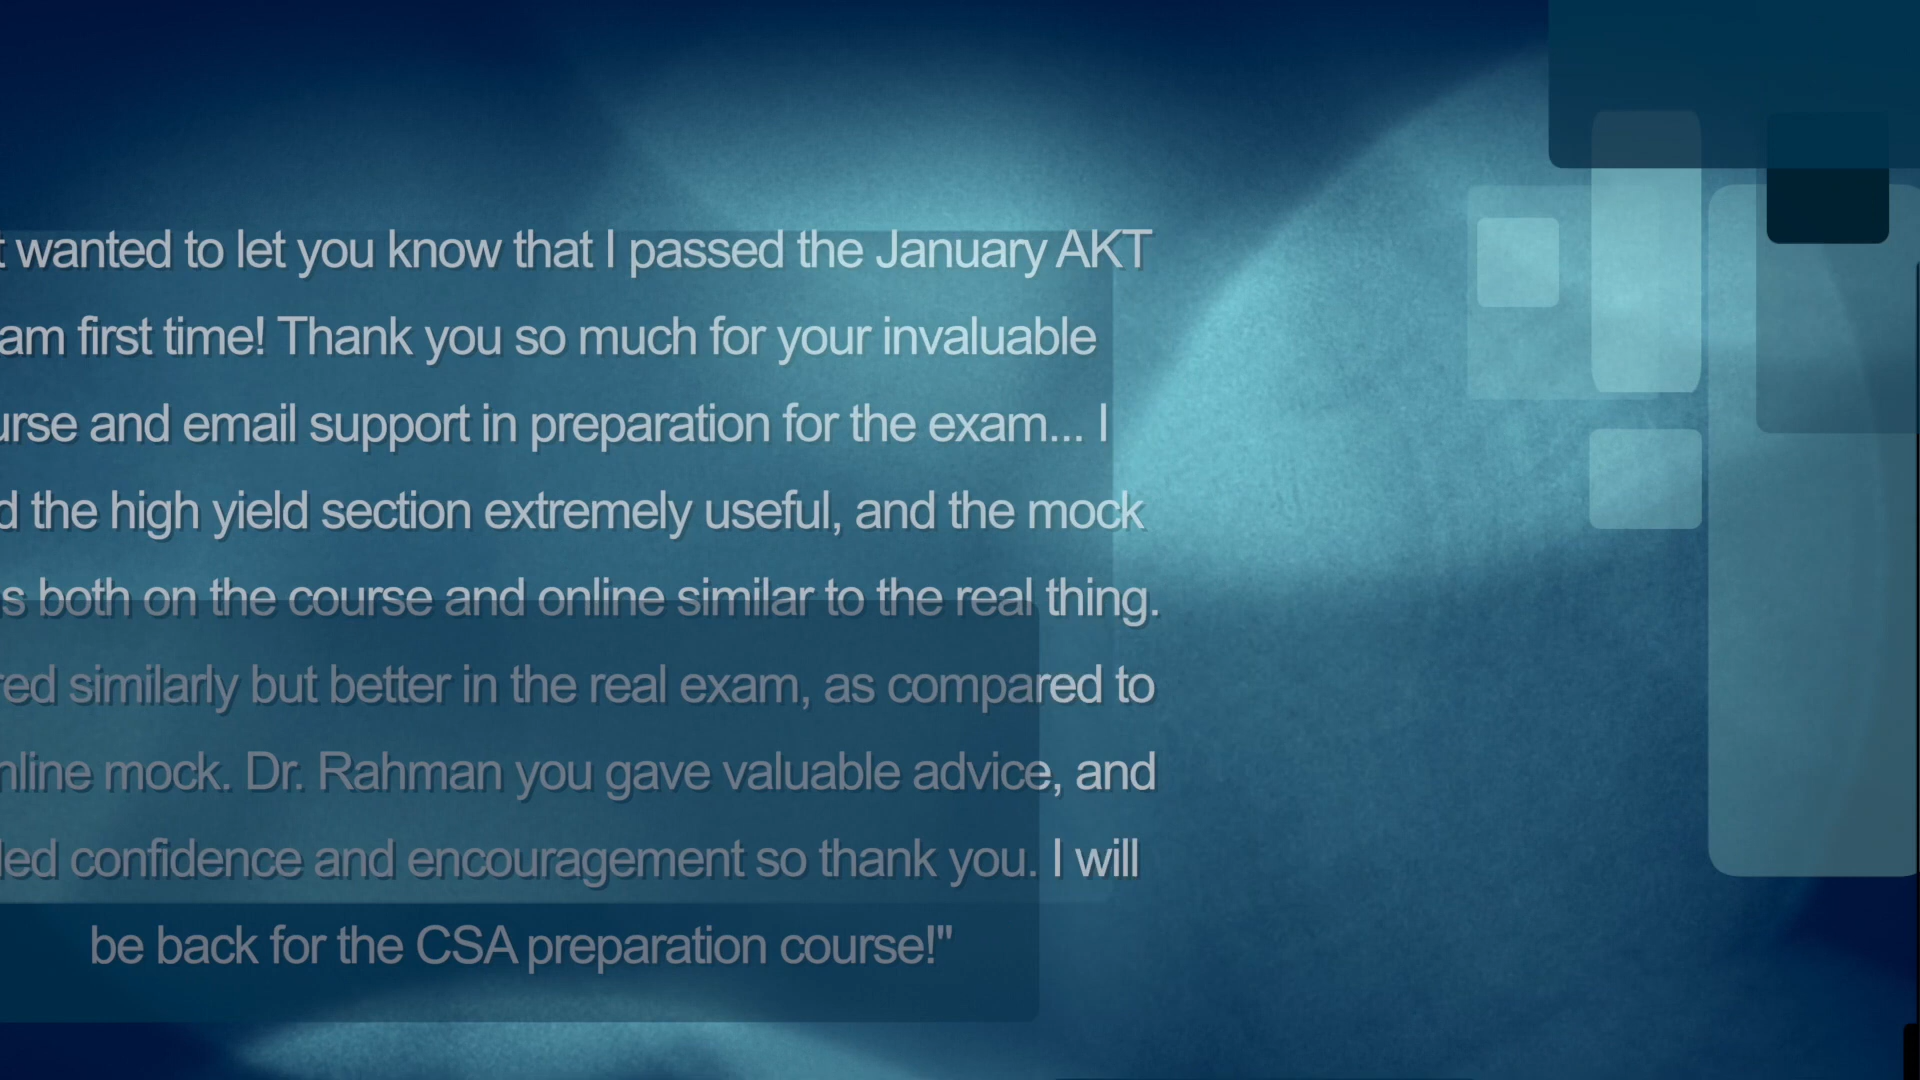 wanted to let you know that I passed the January AKT
am first time! Thank you so much for your invaluable
urse and email support in preparation for the exam... I
d the high yield section extremely useful, and the mock
s both on the course and online similar to the real thing.
red similarly but better in the real exam, as compared to
nline mock. Dr. Rahman you gave valuable advice, and
led confidence and encouragement so thank you. I will
be back for the CSA preparation course!"